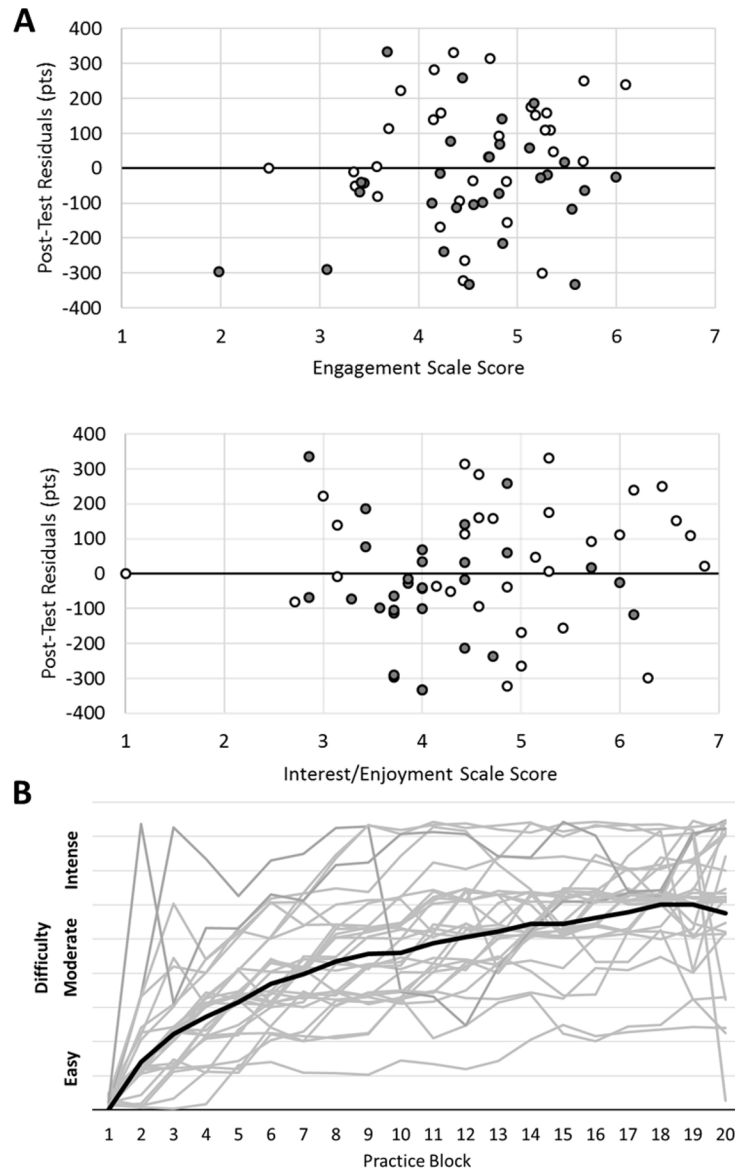 A
Post-Test Residuals (pts)
400
300
200
100
0
-100
-200
-300
-400
1 2 3 4 5 6 7
Engagement Scale Score
Post-Test Residuals (pts)
400
300
200
100
0
-100
-200
-300
-400
1 2 3 4 5 6 7
Interest/Enjoyment Scale Score
B
Difficulty
Intense
Moderate
Easy
1 2 3 4 5 6 7 8 9 10 11 12 13 14 15 16 17 18 19 20
Practice Block